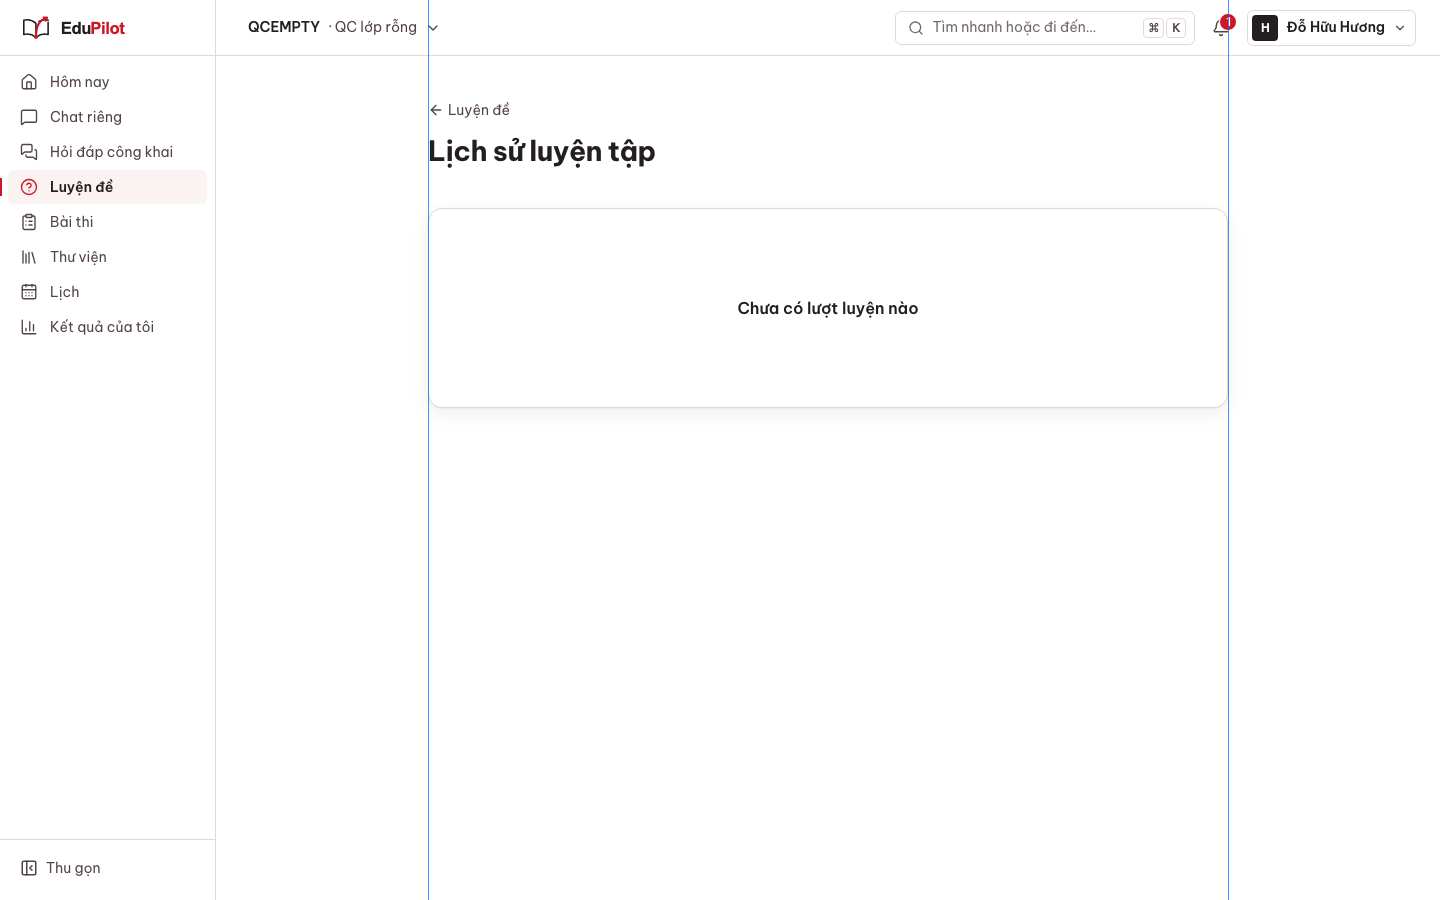 EduPilot
QCEMPTY · QC lớp rỗng
Tìm nhanh hoặc đi đến...
⌘ K
1
H
Đỗ Hữu Hương
Hôm nay
Chat riêng
Hỏi đáp công khai
Luyện đề
Bài thi
Thư viện
Lịch
Kết quả của tôi
Thu gọn
Luyện đề
Lịch sử luyện tập
Chưa có lượt luyện nào